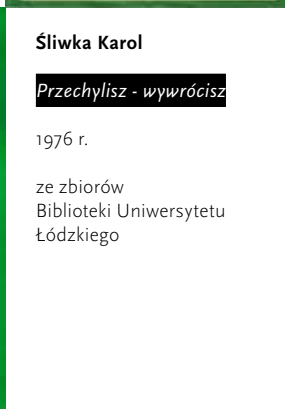 Śliwka Karol
Przechylisz - wywrócisz
1976 r.
ze zbiorów
Biblioteki Uniwersytetu
Łódzkiego